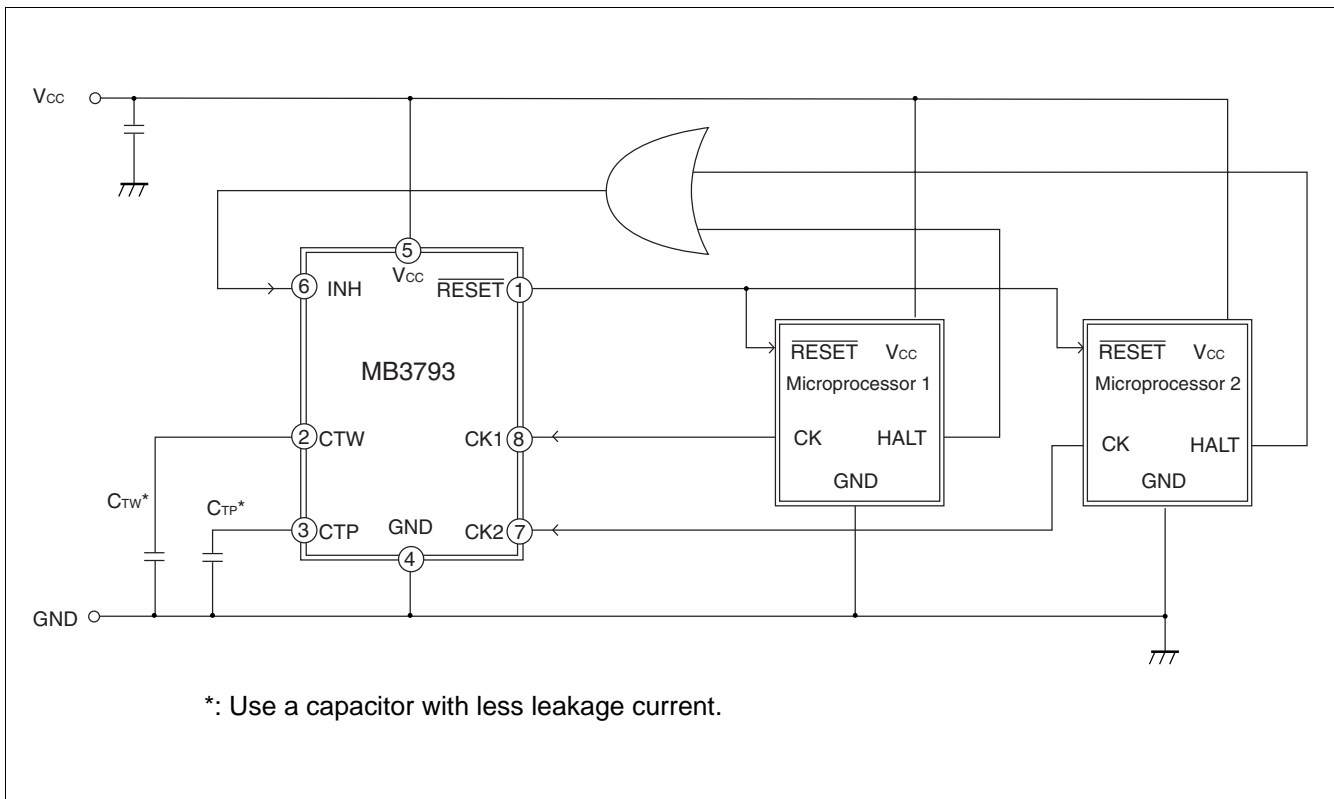 VCC
5
VCC
6
INH
RESET
1
MB3793
RESET VCC
Microprocessor 1
RESET VCC
Microprocessor 2
2
CTW
CK1
8
CK
HALT
CK
HALT
GND
GND
CTW*
CTP*
3
CTP
GND
CK2
7
4
GND
*: Use a capacitor with less leakage current.